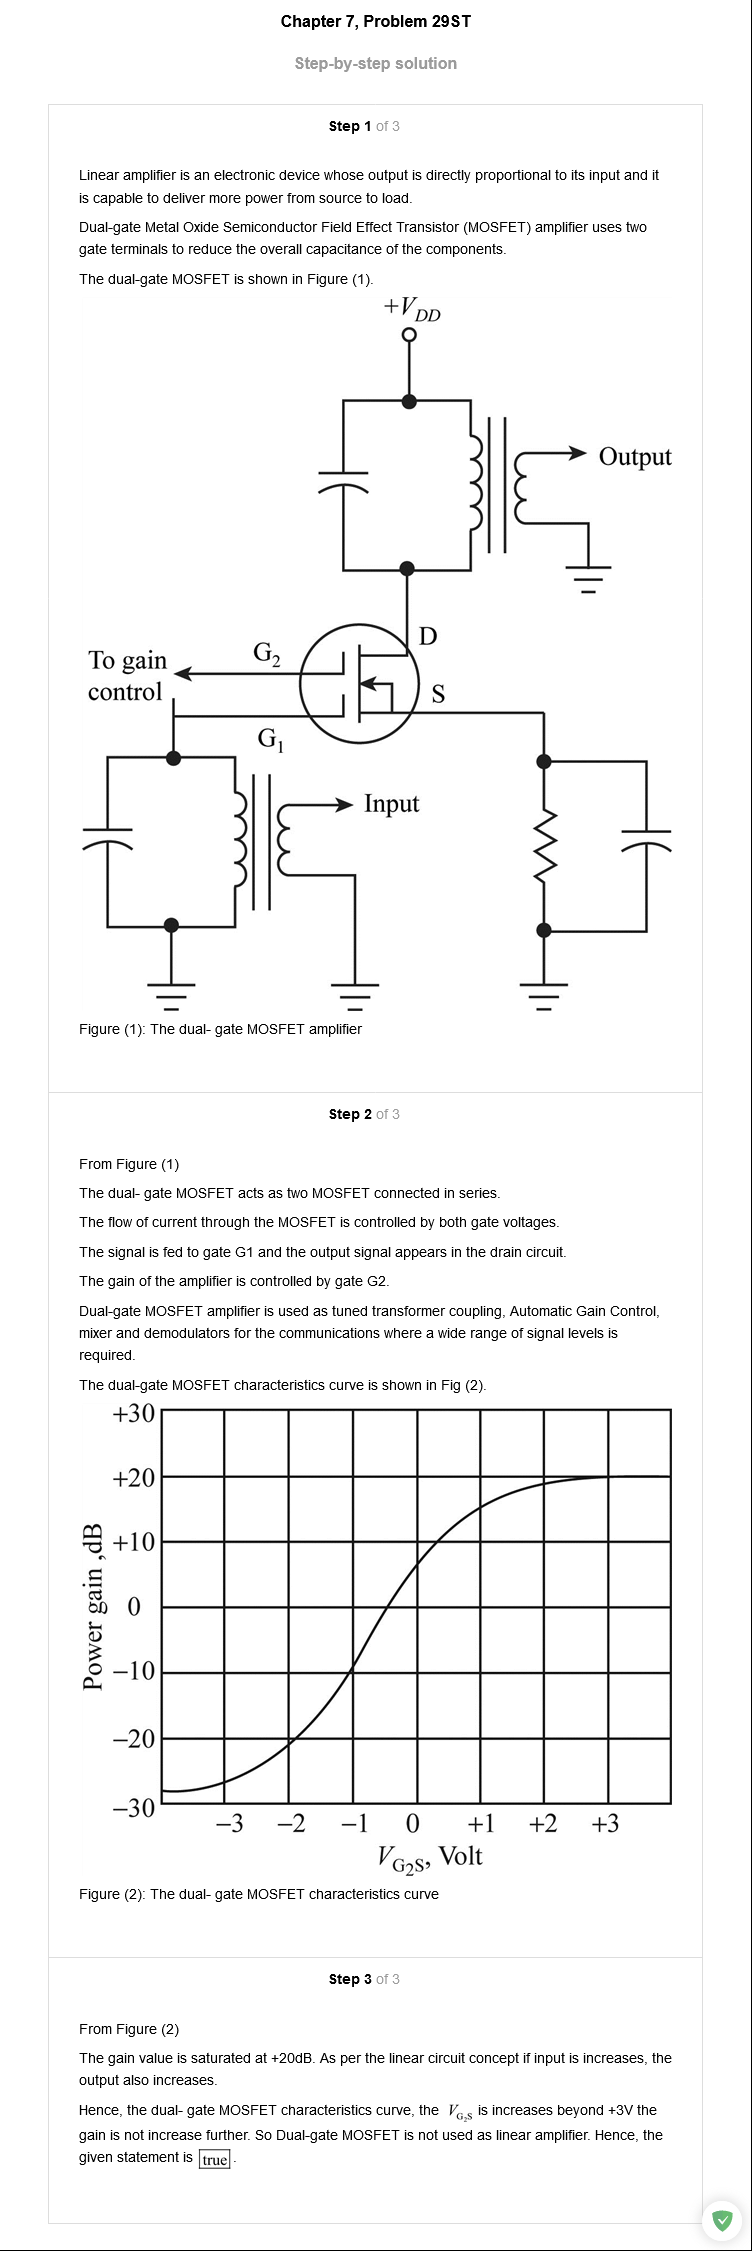 Chapter 7, Problem 29ST
Step-by-step solution
Step 1 of 3
Linear amplifier is an electronic device whose output is directly proportional to its input and it
is capable to deliver more power from source to load.
Dual-gate Metal Oxide Semiconductor Field Effect Transistor (MOSFET) amplifier uses two
gate terminals to reduce the overall capacitance of the components.
The dual-gate MOSFET is shown in Figure (1).
+V_DD
Output
D
To gain
control
G₂
S
G₁
Input
Figure (1): The dual- gate MOSFET amplifier
Step 2 of 3
From Figure (1)
The dual- gate MOSFET acts as two MOSFET connected in series.
The flow of current through the MOSFET is controlled by both gate voltages.
The signal is fed to gate G1 and the output signal appears in the drain circuit.
The gain of the amplifier is controlled by gate G2.
Dual-gate MOSFET amplifier is used as tuned transformer coupling, Automatic Gain Control,
mixer and demodulators for the communications where a wide range of signal levels is
required.
The dual-gate MOSFET characteristics curve is shown in Fig (2).
+30
+20
+10
0
−10
−20
−30
Power gain ,dB
−3 −2 −1 0 +1 +2 +3
V_G₂S, Volt
Figure (2): The dual- gate MOSFET characteristics curve
Step 3 of 3
From Figure (2)
The gain value is saturated at +20dB. As per the linear circuit concept if input is increases, the
output also increases.
Hence, the dual- gate MOSFET characteristics curve, the V_G₂S is increases beyond +3V the
gain is not increase further. So Dual-gate MOSFET is not used as linear amplifier. Hence, the
given statement is true.